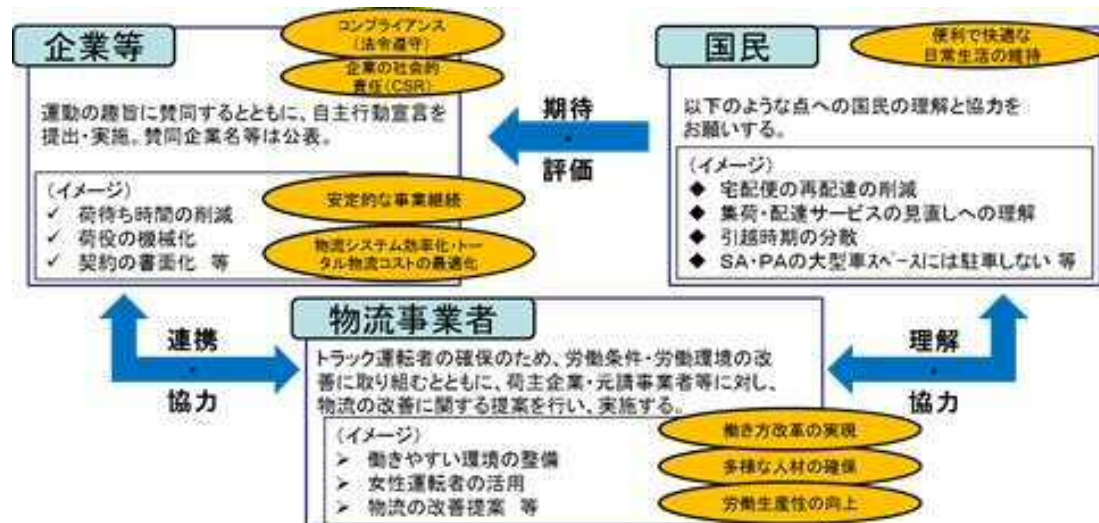 企業等
コンプライアンス
(法令遵守)
企業の社会的
責任(CSR)
運動の趣旨に賛同するとともに、自主行動宣言を
提出・実施。賛同企業名等は公表。
(イメージ)
✓ 荷待ち時間の削減
✓ 荷役の機械化
✓ 契約の書面化 等
安定的な事業継続
物流システム効率化・トー
タル物流コストの最適化
期待
・
評価
国民
便利で快適な
日常生活の維持
以下のような点への国民の理解と協力を
お願いする。
(イメージ)
◆ 宅配便の再配達の削減
◆ 集荷・配達サービスの見直しへの理解
◆ 引越時期の分散
◆ SA・PAの大型車スペースには駐車しない 等
連携
・
協力
物流事業者
トラック運転者の確保のため、労働条件・労働環境の改
善に取り組むとともに、荷主企業・元請事業者等に対し、
物流の改善に関する提案を行い、実施する。
(イメージ)
➢ 働きやすい環境の整備
➢ 女性運転者の活用
➢ 物流の改善提案 等
働き方改革の実現
多様な人材の確保
労働生産性の向上
理解
・
協力